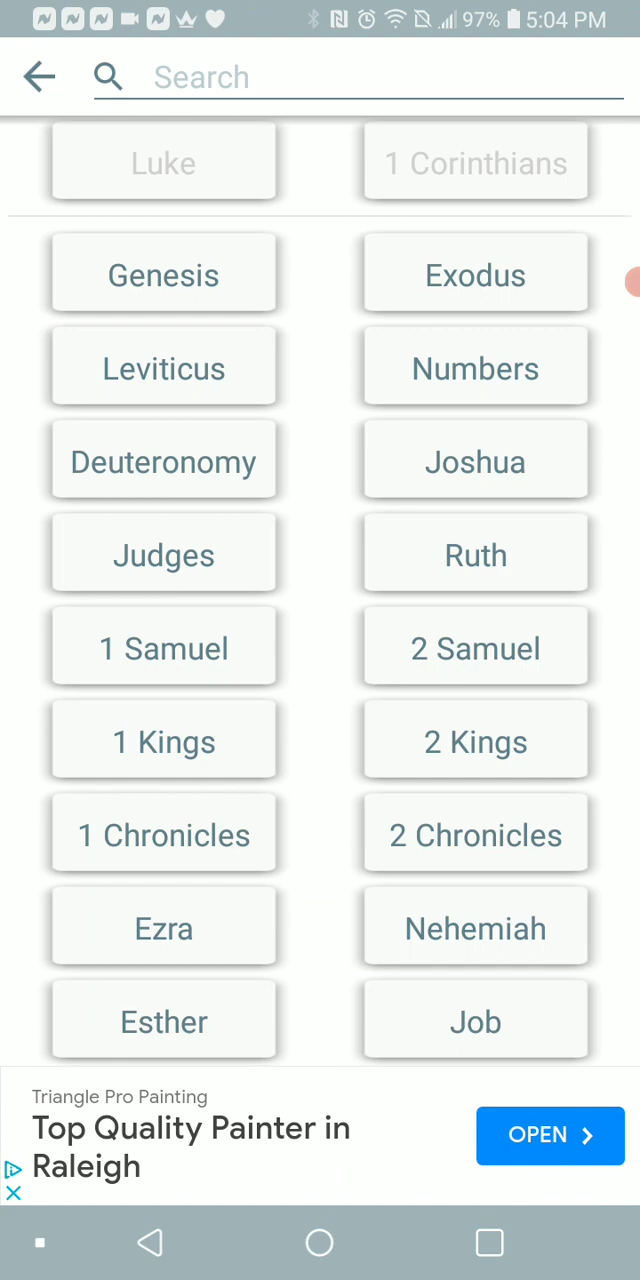 97% 5:04 PM
Search
Luke 1 Corinthians
Genesis Exodus
Leviticus Numbers
Deuteronomy Joshua
Judges Ruth
1 Samuel 2 Samuel
1 Kings 2 Kings
1 Chronicles 2 Chronicles
Ezra Nehemiah
Esther Job
Triangle Pro Painting
Top Quality Painter in
Raleigh
OPEN